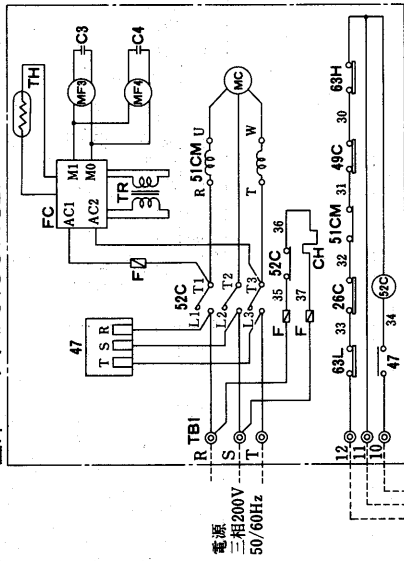 TH
C3
C4
MF3
MF4
FC
M1
M0
AC1
AC2
TR
F
47
R
S
T
52C
L1
T1
L2
T2
L3
T3
51CM
R
U
T
W
MC
TB1
R
S
T
電源
三相200V
50/60Hz
F
35
52C
36
F
37
CH
12
63L
33
26C
32
51CM
31
49C
30
63H
11
10
47
34
52C